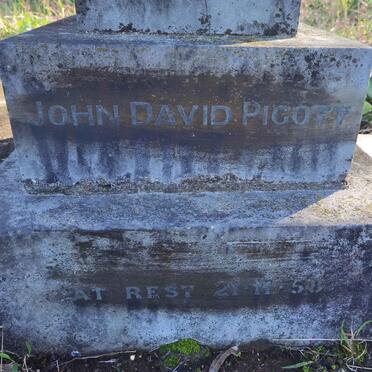 JOHN DAVID PIGOTT
AT REST